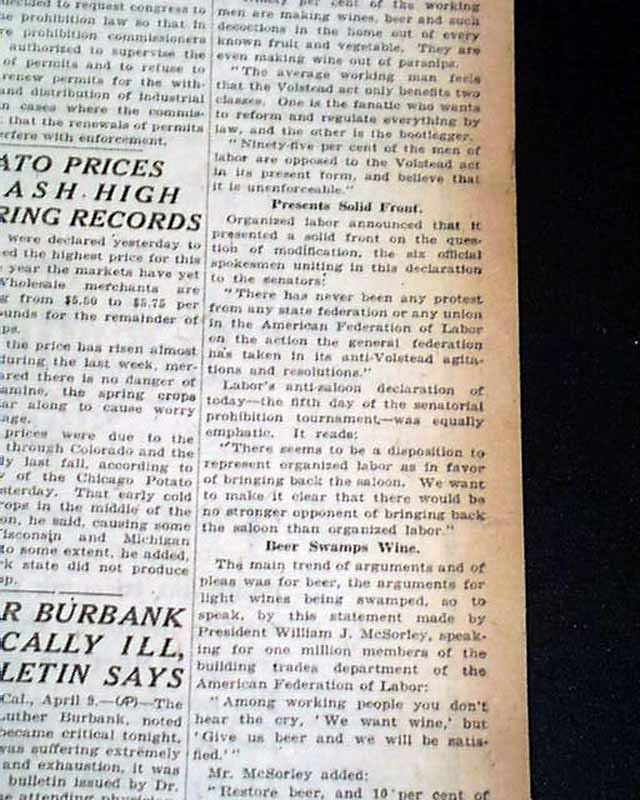 decided to request congress to
prohibition law so that in
prohibition commissioners
authorized to supervise the
of permits and to refuse to
renew permits for the with-
and distribution of industrial
in cases where the commis-
that the renewals of permits
terfere with enforcement.
ATO PRICES
ASH HIGH
RING RECORDS
were declared yesterday to
ed the highest price for this
year the markets have yet
Wholesale merchants are
g from $5.50 to $5.75 per
unds for the remainder of
ps.
the price has risen almost
during the last week, mer-
ared there is no danger of
amine, the spring crops
ar along to cause worry
age.
prices were due to the
through Colorado and the
ly last fall, according to
of the Chicago Potato
sterday. That early cold
rops in the middle of the
on, he said, causing some
Wisconsin and Michigan
to some extent, he added,
rk state did not produce
op.
R BURBANK
CALLY ILL,
LETIN SAYS
Cal., April 9.—(AP)—The
Luther Burbank, noted
became critical tonight,
was suffering extremely
and exhaustion, it was
bulletin issued by Dr.
attending physician
Ninety per cent of the working
men are making wines, beer and such
decoctions in the home out of every
known fruit and vegetable. They are
even making wine out of parsnips.
"The average working man feels
that the Volstead act only benefits two
classes. One is the fanatic who wants
to reform and regulate everything by
law, and the other is the bootlegger.
"Ninety-five per cent of the men of
labor are opposed to the Volstead act
in its present form, and believe that
it is unenforceable."
Presents Solid Front.
Organized labor announced that it
presented a solid front on the ques-
tion of modification, the six official
spokesmen uniting in this declaration
to the senators:
"There has never been any protest
from any state federation or any union
in the American Federation of Labor
on the action the general federation
has taken in its anti-Volstead agita-
tions and resolutions."
Labor's anti-saloon declaration of
today—the fifth day of the senatorial
prohibition tournament—was equally
emphatic. It reads:
"There seems to be a disposition to
represent organized labor as in favor
of bringing back the saloon. We want
to make it clear that there would be
no stronger opponent of bringing back
the saloon than organized labor."
Beer Swamps Wine.
The main trend of arguments and of
pleas was for beer, the arguments for
light wines being swamped, so to
speak, by this statement made by
President William J. McSorley, speak-
ing for one million members of the
building trades department of the
American Federation of Labor:
"Among working people you don't
hear the cry, 'We want wine,' but
'Give us beer and we will be satis-
fied.'"
Mr. McSorley added:
"Restore beer, and 10 per cent of